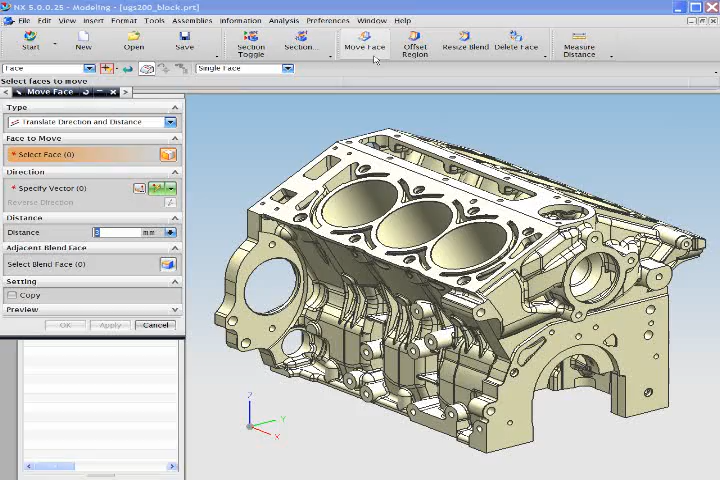 NX 5.0.0.25 - Modeling - [ugs200_block.prt]
File Edit View Insert Format Tools Assemblies Information Analysis Preferences Window Help
Start New Open Save Section Toggle Section... Move Face Offset Region Resize Blend Delete Face Measure Distance
Face Single Face
Select faces to move
Move Face
Type
Translate Direction and Distance
Face to Move
* Select Face (0)
Direction
* Specify Vector (0)
Reverse Direction
Distance
Distance mm
Adjacent Blend Face
Select Blend Face (0)
Setting
Copy
Preview
OK Apply Cancel
Z
Y
X